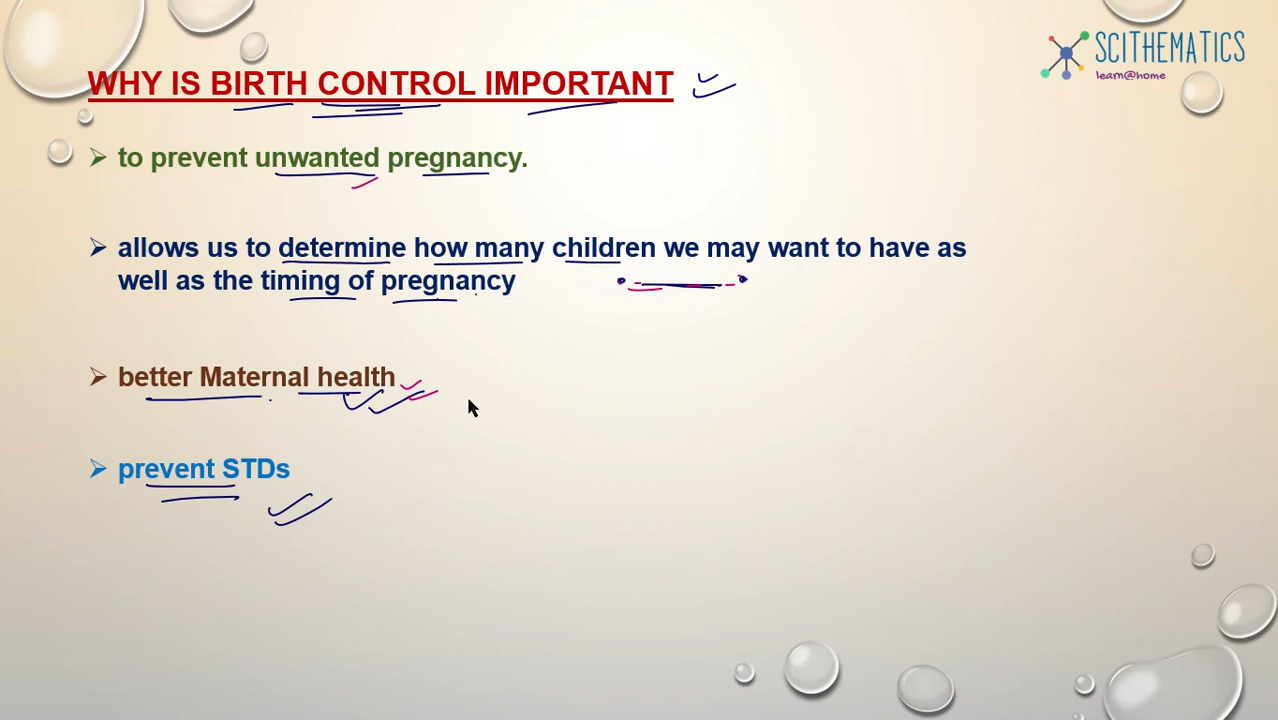 WHY IS BIRTH CONTROL IMPORTANT
SCITHEMATICS
learn@home
to prevent unwanted pregnancy.
allows us to determine how many children we may want to have as
well as the timing of pregnancy
better Maternal health
prevent STDs